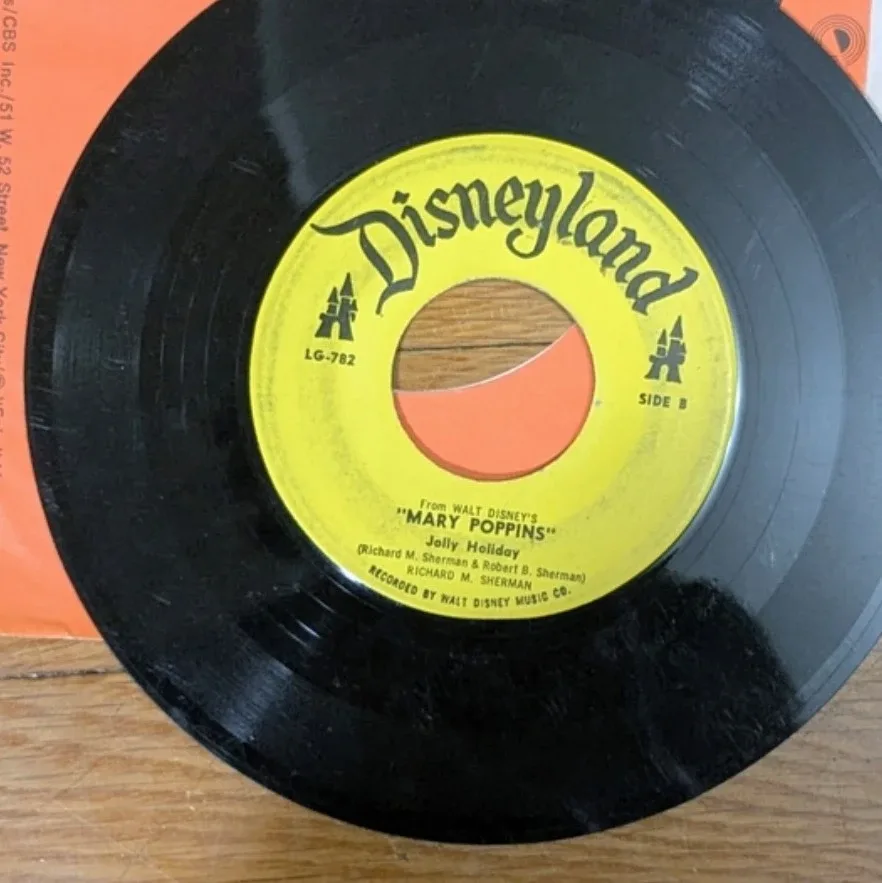 s/CBS Inc./51 W. 52 Street, New York City
Disneyland
LG-782
SIDE B
From WALT DISNEY'S
"MARY POPPINS"
Jolly Holiday
(Richard M. Sherman & Robert B. Sherman)
RICHARD M. SHERMAN
RECORDED BY WALT DISNEY MUSIC CO.